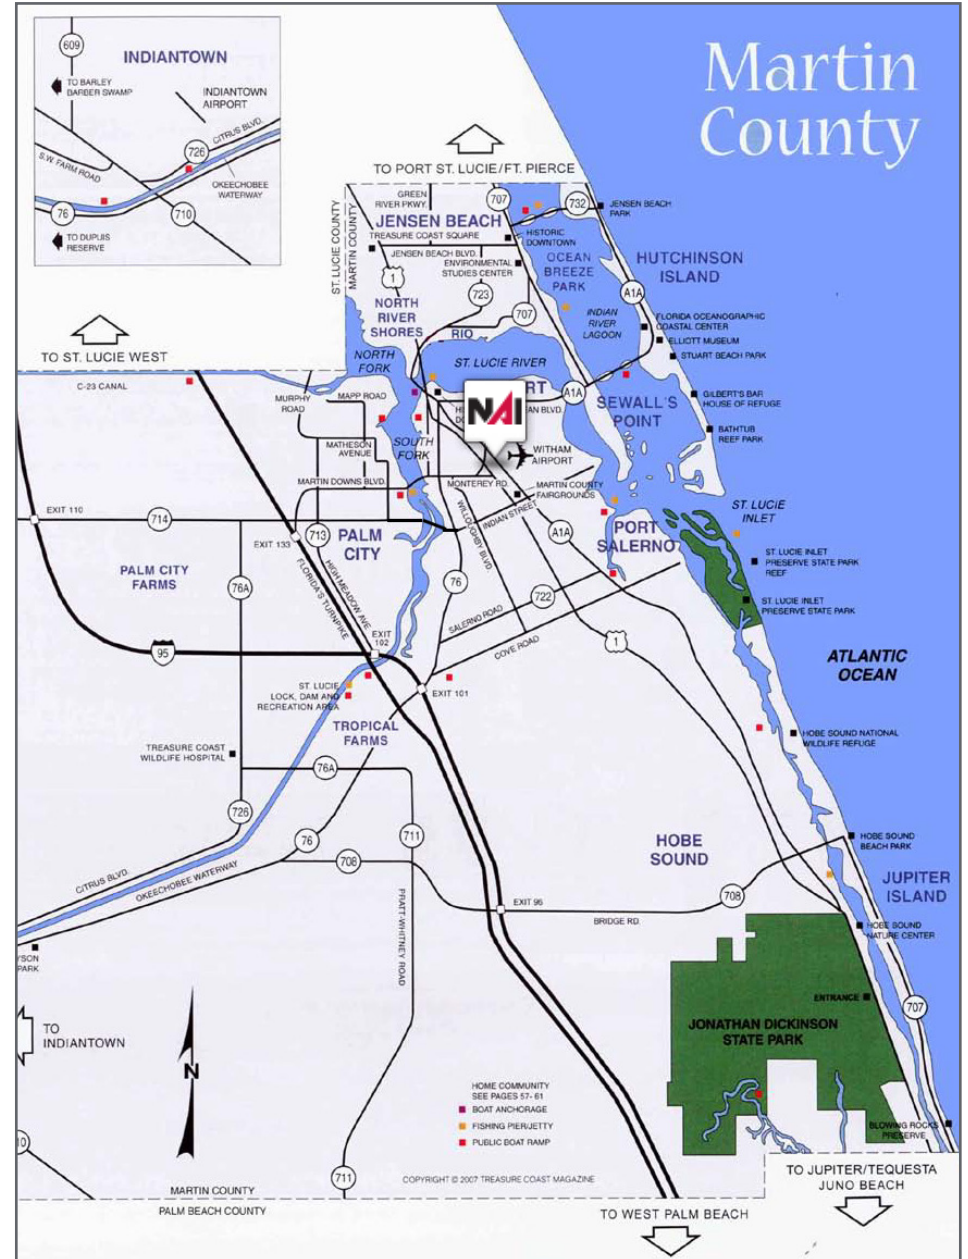 Martin
County
609
INDIANTOWN
TO BARLEY
BARBER SWAMP
INDIANTOWN
AIRPORT
CITRUS BLVD.
726
S.W. FARM ROAD
OKEECHOBEE
WATERWAY
76
710
TO DUPUIS
RESERVE
TO PORT ST. LUCIE/FT. PIERCE
ST. LUCIE COUNTY
MARTIN COUNTY
GREEN
RIVER PKWY.
707
732
JENSEN BEACH
PARK
JENSEN BEACH
TREASURE COAST SQUARE
HISTORIC
DOWNTOWN
JENSEN BEACH BLVD.
ENVIRONMENTAL
STUDIES CENTER
OCEAN
BREEZE
PARK
HUTCHINSON
ISLAND
1
723
A1A
NORTH
RIVER
SHORES
707
INDIAN
RIVER
LAGOON
FLORIDA OCEANOGRAPHIC
COASTAL CENTER
RIO
ELLIOTT MUSEUM
STUART BEACH PARK
TO ST. LUCIE WEST
NORTH
FORK
ST. LUCIE RIVER
C-23 CANAL
MURPHY
ROAD
MAPP ROAD
RT
NAI
A1A
SEWALL'S
POINT
GILBERT'S BAR
HOUSE OF REFUGE
AN BLVD.
BATHTUB
REEF PARK
MATHESON
AVENUE
SOUTH
FORK
WITHAM
AIRPORT
MARTIN DOWNS BLVD.
MONTEREY RD.
MARTIN COUNTY
FAIRGROUNDS
EXIT 110
714
WILLOUGHBY BLVD
INDIAN STREET
ST. LUCIE
INLET
EXIT 133
713
PALM
CITY
A1A
PORT
SALERNO
ST. LUCIE INLET
PRESERVE STATE PARK
REEF
PALM CITY
FARMS
76A
FLORIDA'S TURNPIKE
HIGH MEADOW AVE.
76
722
SALERNO ROAD
ST. LUCIE INLET
PRESERVE STATE PARK
EXIT
102
COVE ROAD
1
95
ATLANTIC
OCEAN
ST. LUCIE
LOCK, DAM AND
RECREATION AREA
EXIT 101
TROPICAL
FARMS
HOBE SOUND NATIONAL
WILDLIFE REFUGE
TREASURE COAST
WILDLIFE HOSPITAL
76A
726
76
711
HOBE
SOUND
HOBE SOUND
BEACH PARK
708
CITRUS BLVD.
OKEECHOBEE WATERWAY
JUPITER
ISLAND
PRATT-WHITNEY ROAD
EXIT 96
708
BRIDGE RD.
HOBE SOUND
NATURE CENTER
YSON
PARK
ENTRANCE
707
TO
INDIANTOWN
JONATHAN DICKINSON
STATE PARK
N
HOME COMMUNITY
SEE PAGES 57- 61
BOAT ANCHORAGE
FISHING PIER/JETTY
PUBLIC BOAT RAMP
BLOWING ROCKS
PRESERVE
10
711
COPYRIGHT © 2007 TREASURE COAST MAGAZINE
MARTIN COUNTY
PALM BEACH COUNTY
TO WEST PALM BEACH
TO JUPITER/TEQUESTA
JUNO BEACH